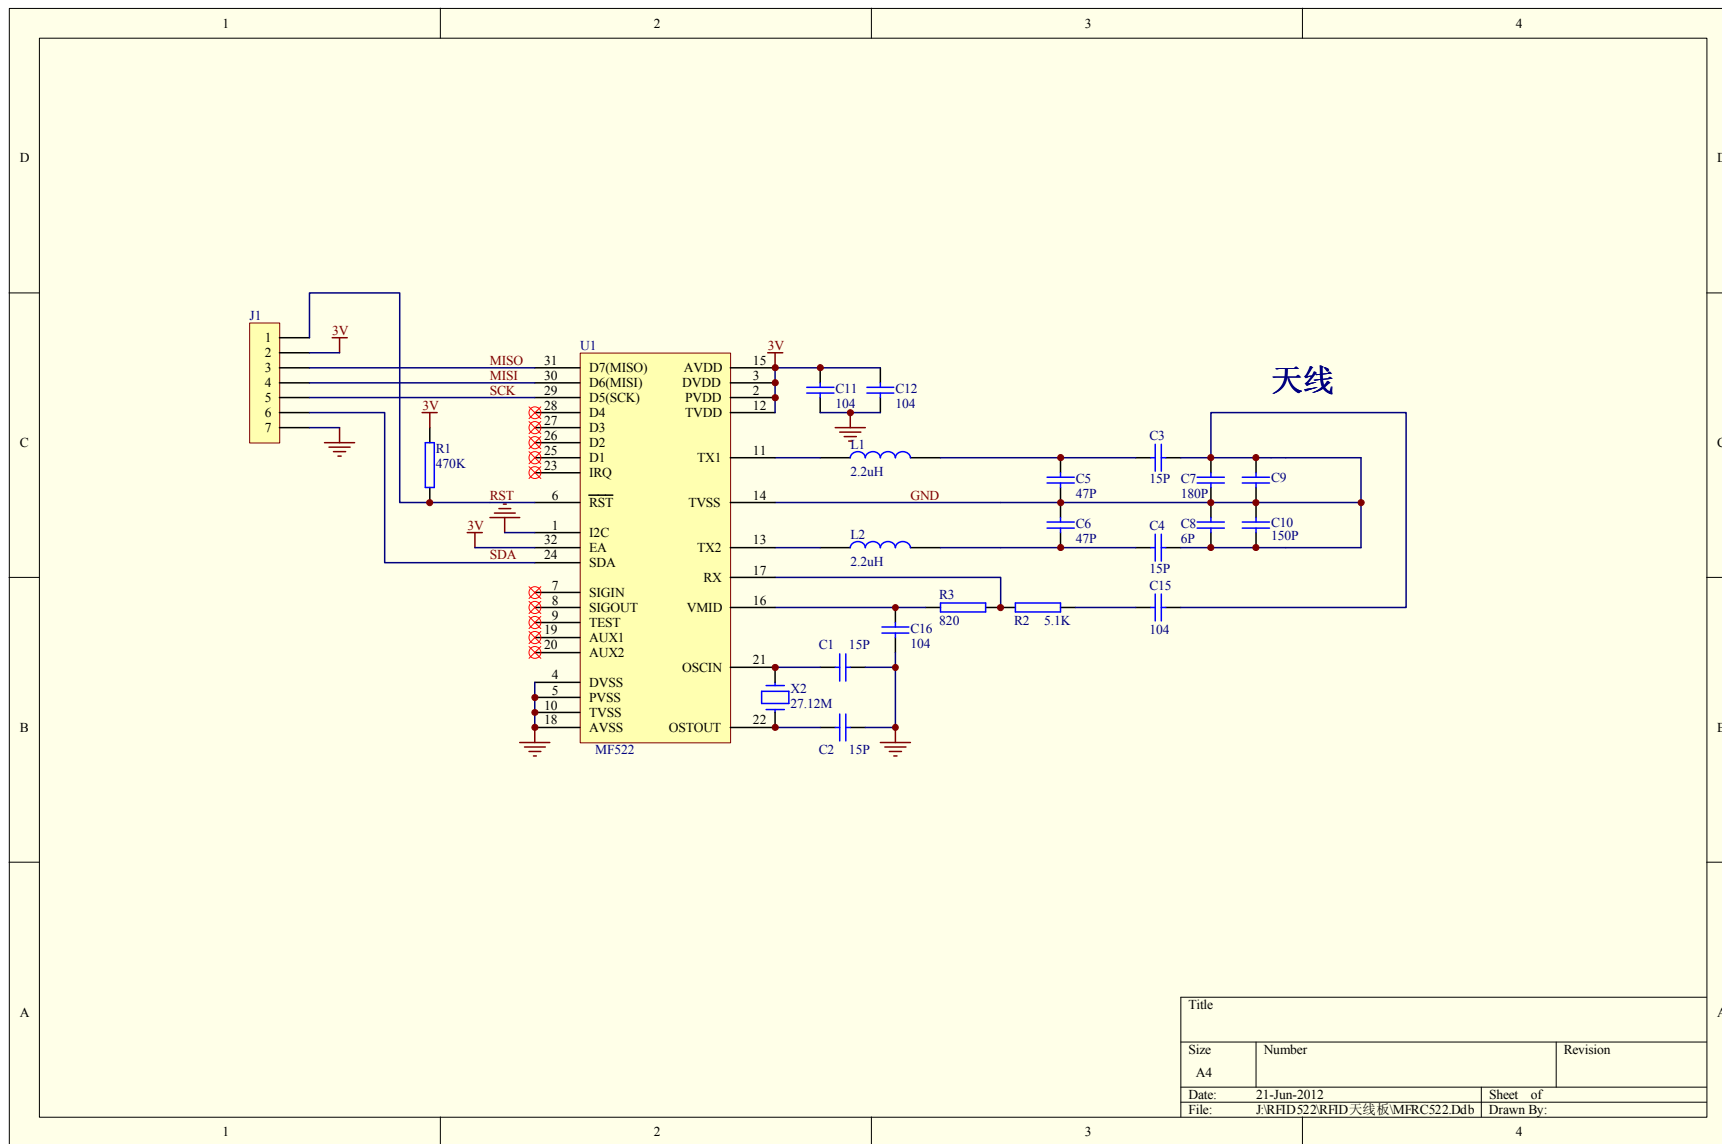 1 2 3 4
D
D
J1
1
2
3
4
5
6
7
3V
MISO
MISI
SCK
3V
R1
470K
RST
3V
SDA
U1
31 D7(MISO)
30 D6(MISI)
29 D5(SCK)
28 D4
27 D3
26 D2
25 D1
23 IRQ
6 RST
1 I2C
32 EA
24 SDA
7 SIGIN
8 SIGOUT
9 TEST
19 AUX1
20 AUX2
4 DVSS
5 PVSS
10 TVSS
18 AVSS
AVDD 15
DVDD 3
PVDD 2
TVDD 12
TX1 11
TVSS 14
TX2 13
RX 17
VMID 16
OSCIN 21
OSTOUT 22
MF522
3V
C11
104
C12
104
L1
2.2uH
GND
L2
2.2uH
C5
47P
C6
47P
C3
15P
C4
15P
C7
180P
C8
6P
C9
C10
150P
天线
C15
104
R3
820
R2 5.1K
C16
104
C1 15P
X2
27.12M
C2 15P
C
C
B
B
A
A
Title
Size Number Revision
A4
Date: 21-Jun-2012 Sheet of
File: J:\RFID522\RFID天线板\MFRC522.Ddb Drawn By:
1 2 3 4